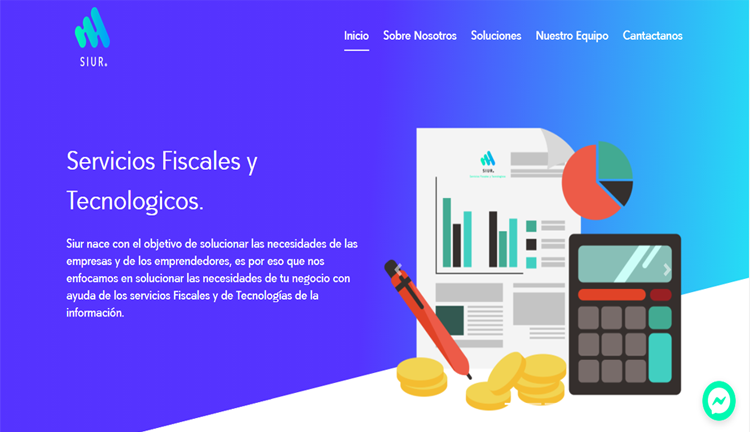 SIUR.
Inicio Sobre Nosotros Soluciones Nuestro Equipo Cantactanos
Servicios Fiscales y
Tecnologicos.
Siur nace con el objetivo de solucionar las necesidades de las
empresas y de los emprendedores, es por eso que nos
enfocamos en solucionar las necesidades de tu negocio con
ayuda de los servicios Fiscales y de Tecnologías de la
información.
SIUR.